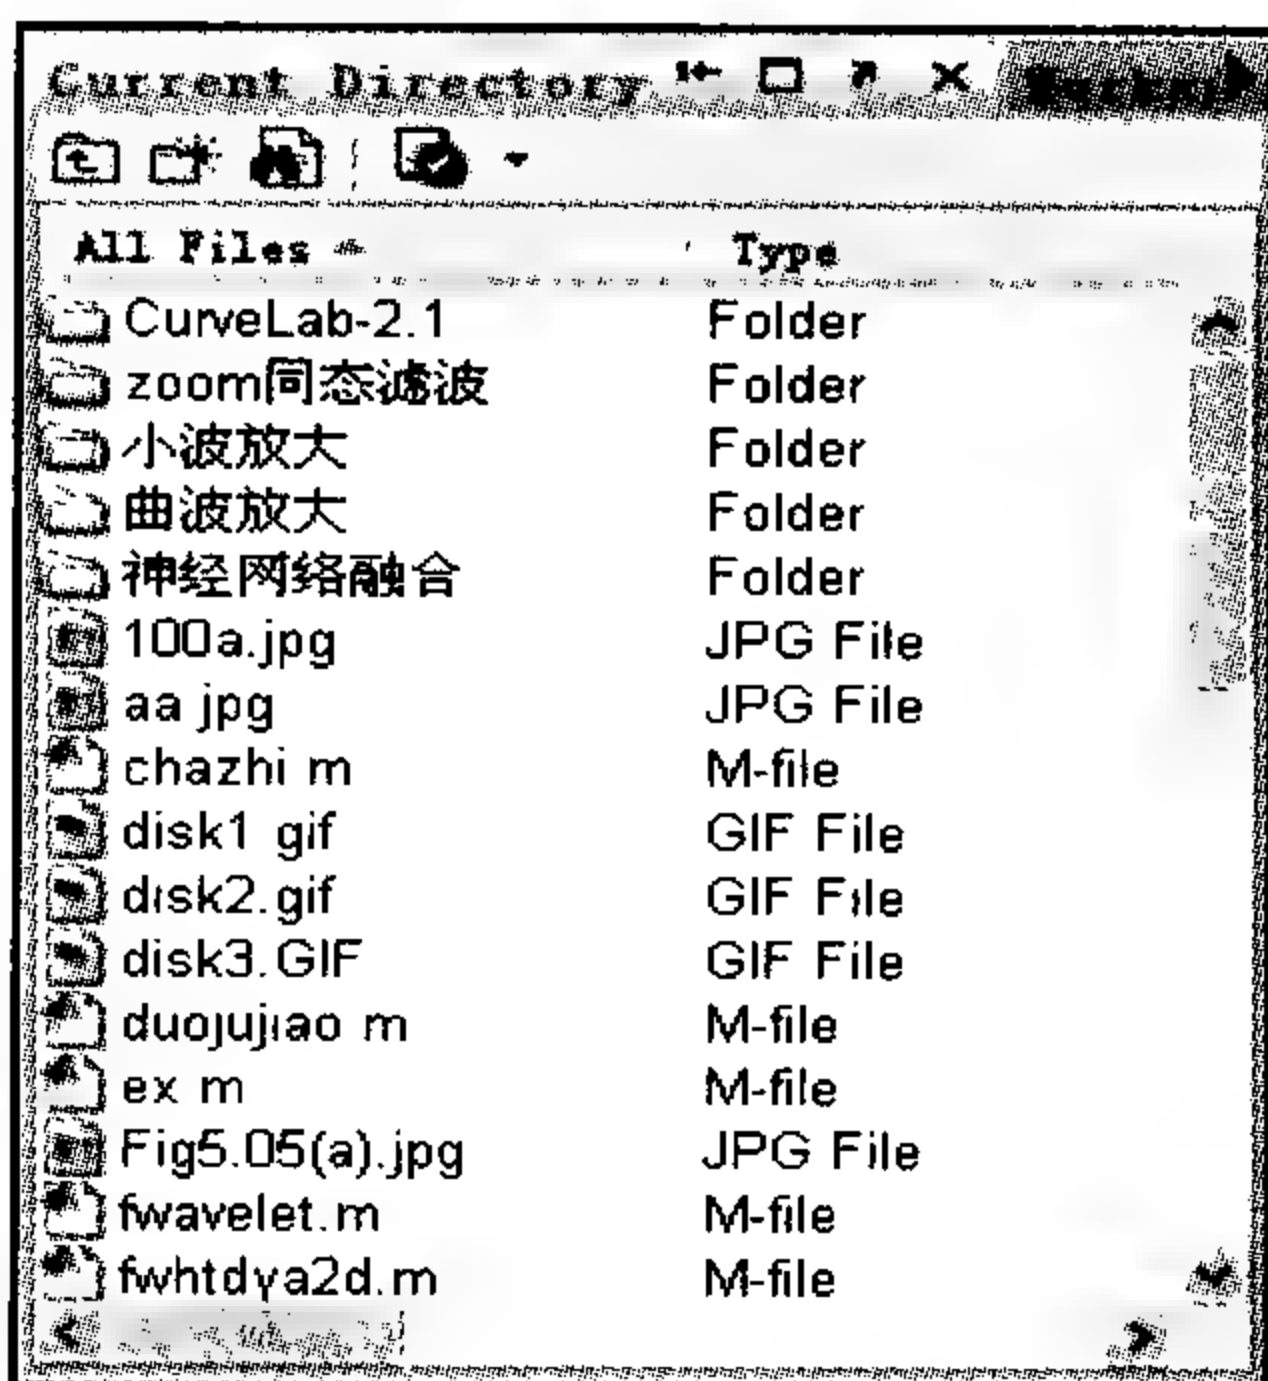 Current Directory
All Files Type
CurveLab-2.1 Folder
zoom同态滤波 Folder
小波放大 Folder
曲波放大 Folder
神经网络融合 Folder
100a.jpg JPG File
aa jpg JPG File
chazhi m M-file
disk1 gif GIF File
disk2.gif GIF File
disk3.GIF GIF File
duojujiao m M-file
ex m M-file
Fig5.05(a).jpg JPG File
fwavelet.m M-file
fwhtdya2d.m M-file